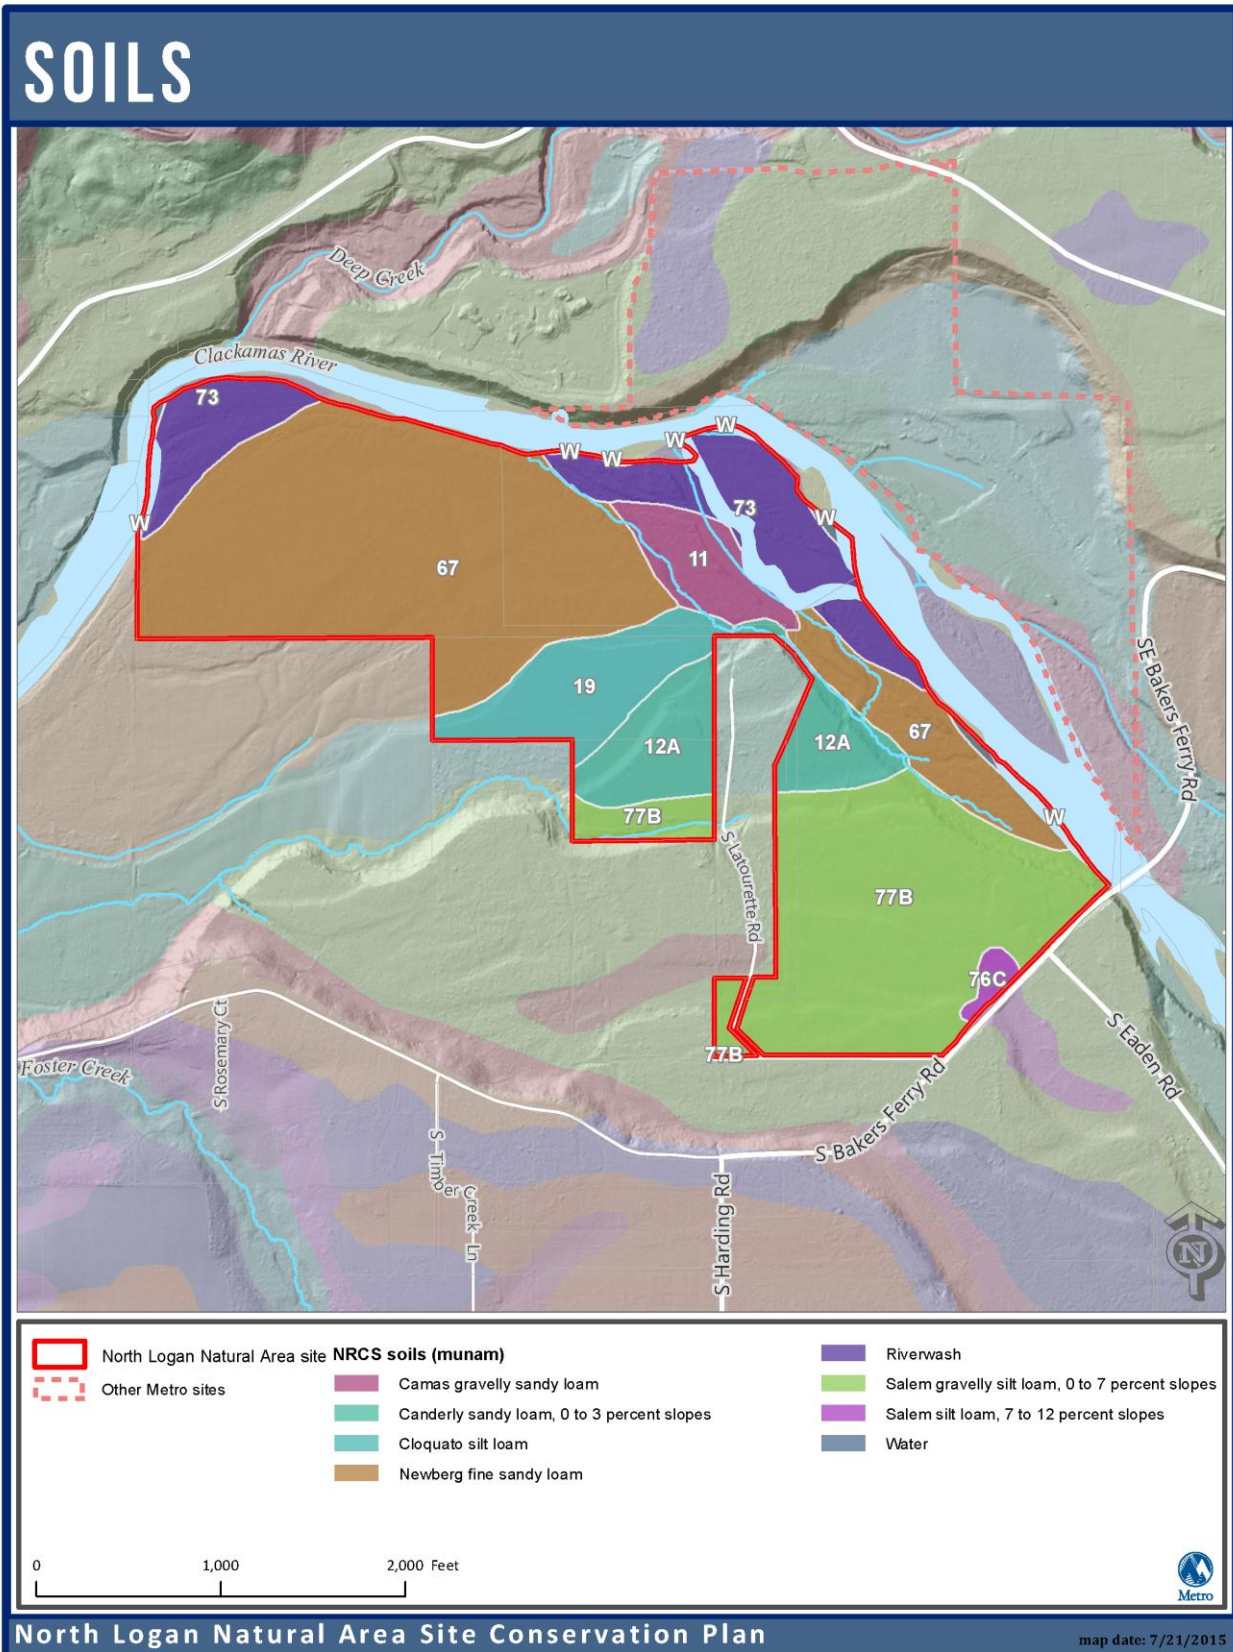 SOILS
Deep Creek
Clackamas River
73
W
W
W
W
73
W
W
11
67
SE Bakers Ferry Rd
19
67
12A
12A
77B
W
S Latourette Rd
77B
76C
S Rosemary Ct
S Eaden Rd
77B
Foster Creek
S Bakers Ferry Rd
S Timber Creek Ln
S Harding Rd
N
North Logan Natural Area site
Other Metro sites
NRCS soils (munam)
Camas gravelly sandy loam
Canderly sandy loam, 0 to 3 percent slopes
Cloquato silt loam
Newberg fine sandy loam
Riverwash
Salem gravelly silt loam, 0 to 7 percent slopes
Salem silt loam, 7 to 12 percent slopes
Water
0 1,000 2,000 Feet
Metro
North Logan Natural Area Site Conservation Plan
map date: 7/21/2015